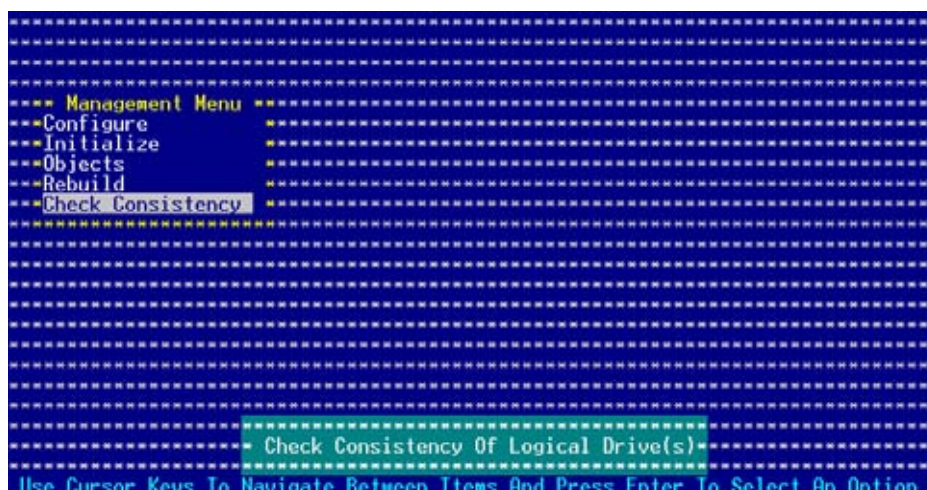 Management Menu
Configure
Initialize
Objects
Rebuild
Check Consistency
Check Consistency Of Logical Drive(s)
Use Cursor Keys To Navigate Between Items And Press Enter To Select An Option